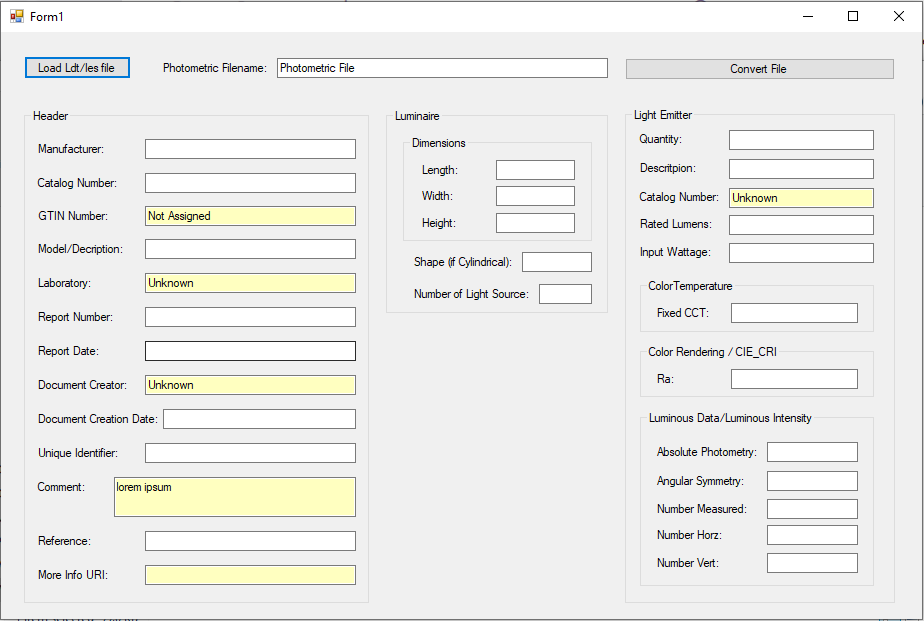 Form1
Load Ldt/Ies file
Photometric Filename: Photometric File
Convert File
Header
Manufacturer:
Catalog Number:
GTIN Number: Not Assigned
Model/Decription:
Laboratory: Unknown
Report Number:
Report Date:
Document Creator: Unknown
Document Creation Date:
Unique Identifier:
Comment: lorem ipsum
Reference:
More Info URI:
Luminaire
Dimensions
Length:
Width:
Height:
Shape (if Cylindrical):
Number of Light Source:
Light Emitter
Quantity:
Descritpion:
Catalog Number: Unknown
Rated Lumens:
Input Wattage:
ColorTemperature
Fixed CCT:
Color Rendering / CIE_CRI
Ra:
Luminous Data/Luminous Intensity
Absolute Photometry:
Angular Symmetry:
Number Measured:
Number Horz:
Number Vert: